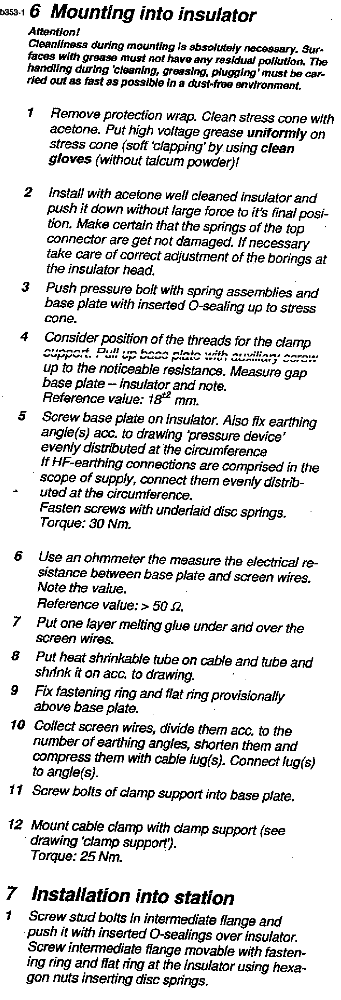 b353-1 6 Mounting into insulator
Attention!
Cleanliness during mounting is absolutely necessary. Sur-
faces with grease must not have any residual pollution. The
handling during 'cleaning, greasing, plugging' must be car-
ried out as fast as possible in a dust-free environment.
1 Remove protection wrap. Clean stress cone with
acetone. Put high voltage grease uniformly on
stress cone (soft 'clapping' by using clean
gloves (without talcum powder)!
2 Install with acetone well cleaned insulator and
push it down without large force to it's final posi-
tion. Make certain that the springs of the top
connector are get not damaged. If necessary
take care of correct adjustment of the borings at
the insulator head.
3 Push pressure bolt with spring assemblies and
base plate with inserted O-sealing up to stress
cone.
4 Consider position of the threads for the clamp
support. Pull up base plate with auxiliary screw
up to the noticeable resistance. Measure gap
base plate – insulator and note.
Reference value: 18±2 mm.
5 Screw base plate on insulator. Also fix earthing
angle(s) acc. to drawing 'pressure device'
evenly distributed at the circumference
If HF-earthing connections are comprised in the
scope of supply, connect them evenly distrib-
uted at the circumference.
Fasten screws with underlaid disc springs.
Torque: 30 Nm.
6 Use an ohmmeter the measure the electrical re-
sistance between base plate and screen wires.
Note the value.
Reference value: > 50 Ω.
7 Put one layer melting glue under and over the
screen wires.
8 Put heat shrinkable tube on cable and tube and
shrink it on acc. to drawing.
9 Fix fastening ring and flat ring provisionally
above base plate.
10 Collect screen wires, divide them acc. to the
number of earthing angles, shorten them and
compress them with cable lug(s). Connect lug(s)
to angle(s).
11 Screw bolts of clamp support into base plate.
12 Mount cable clamp with clamp support (see
drawing 'clamp support').
Torque: 25 Nm.
7 Installation into station
1 Screw stud bolts in intermediate flange and
push it with inserted O-sealings over insulator.
Screw intermediate flange movable with fasten-
ing ring and flat ring at the insulator using hexa-
gon nuts inserting disc springs.